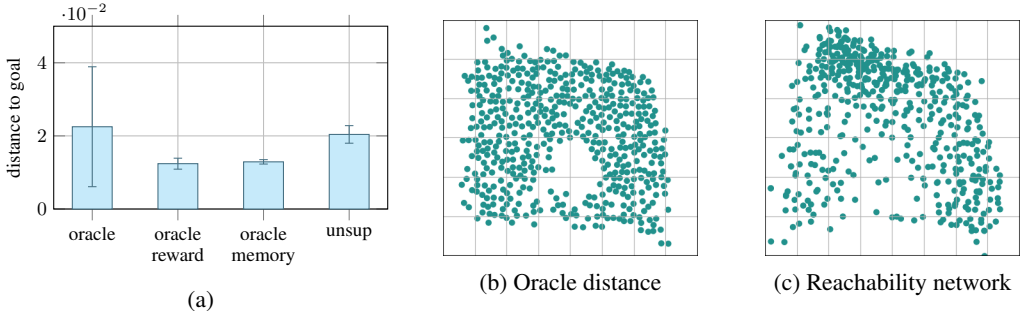 ·10⁻²
distance to goal
4
2
0
oracle
oracle
reward
oracle
memory
unsup
(a)
(b) Oracle distance
(c) Reachability network